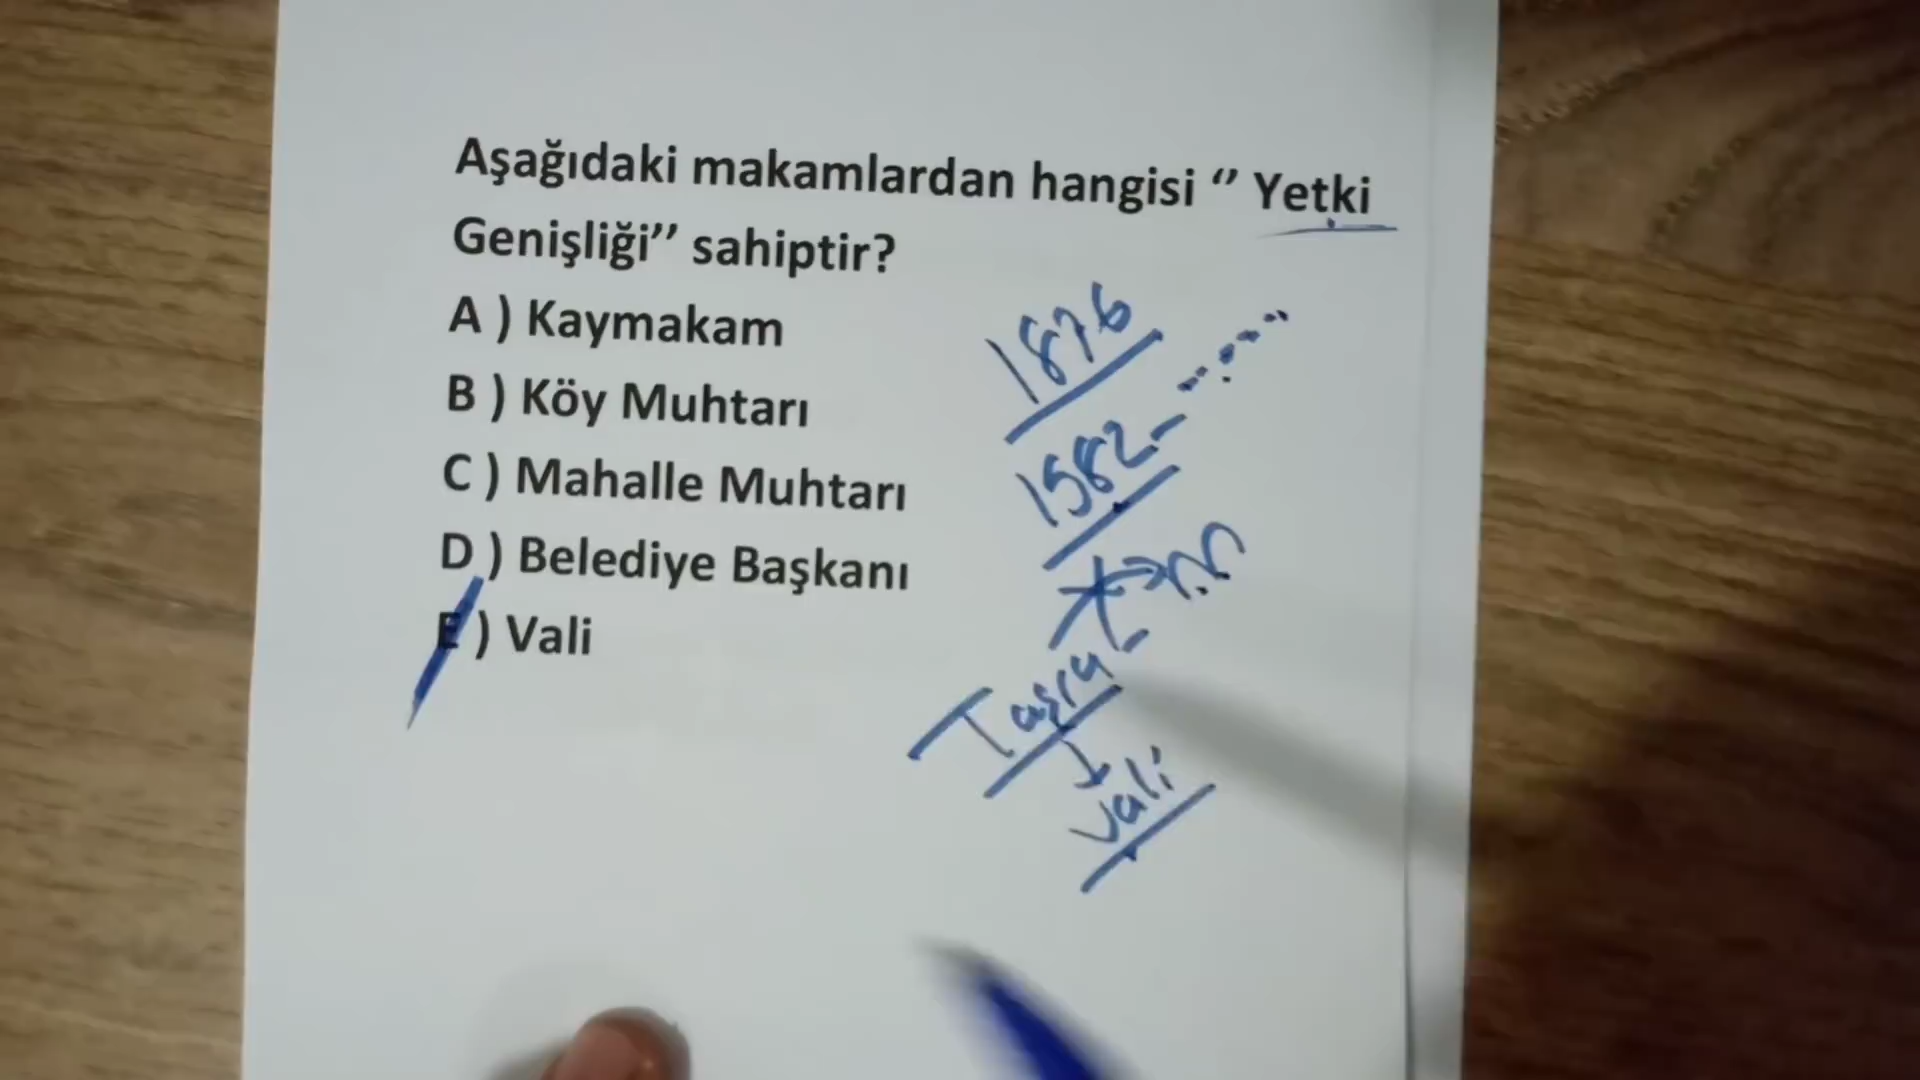 Aşağıdaki makamlardan hangisi ‘’ Yetki
Genişliği’’ sahiptir?
A ) Kaymakam
B ) Köy Muhtarı
C ) Mahalle Muhtarı
D ) Belediye Başkanı
E ) Vali
1876
1982
Taşra
Vali